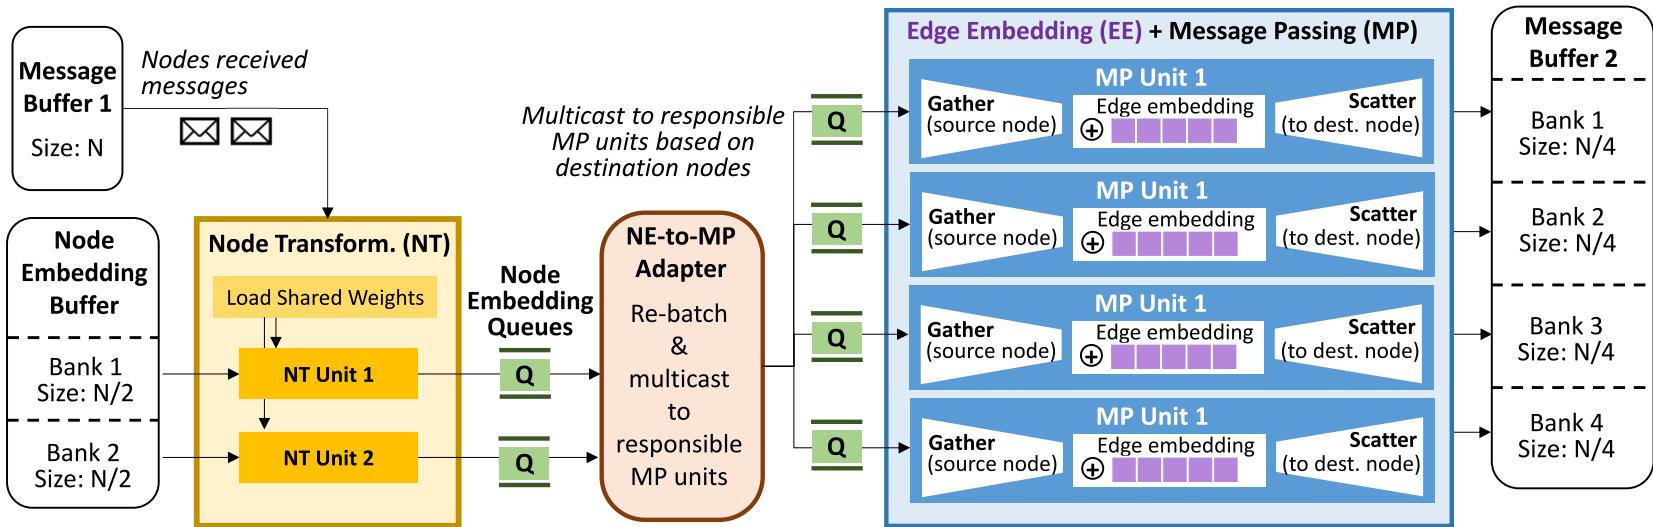 Message
Buffer 1
Size: N
Nodes received
messages
Node
Embedding
Buffer
Bank 1
Size: N/2
Bank 2
Size: N/2
Node Transform. (NT)
Load Shared Weights
NT Unit 1
NT Unit 2
Node
Embedding
Queues
Q
Q
NE-to-MP
Adapter
Re-batch
&
multicast
to
responsible
MP units
Multicast to responsible
MP units based on
destination nodes
Q
Q
Q
Q
Edge Embedding (EE) + Message Passing (MP)
MP Unit 1
Gather
(source node)
Edge embedding
Scatter
(to dest. node)
MP Unit 1
Gather
(source node)
Edge embedding
Scatter
(to dest. node)
MP Unit 1
Gather
(source node)
Edge embedding
Scatter
(to dest. node)
MP Unit 1
Gather
(source node)
Edge embedding
Scatter
(to dest. node)
Message
Buffer 2
Bank 1
Size: N/4
Bank 2
Size: N/4
Bank 3
Size: N/4
Bank 4
Size: N/4